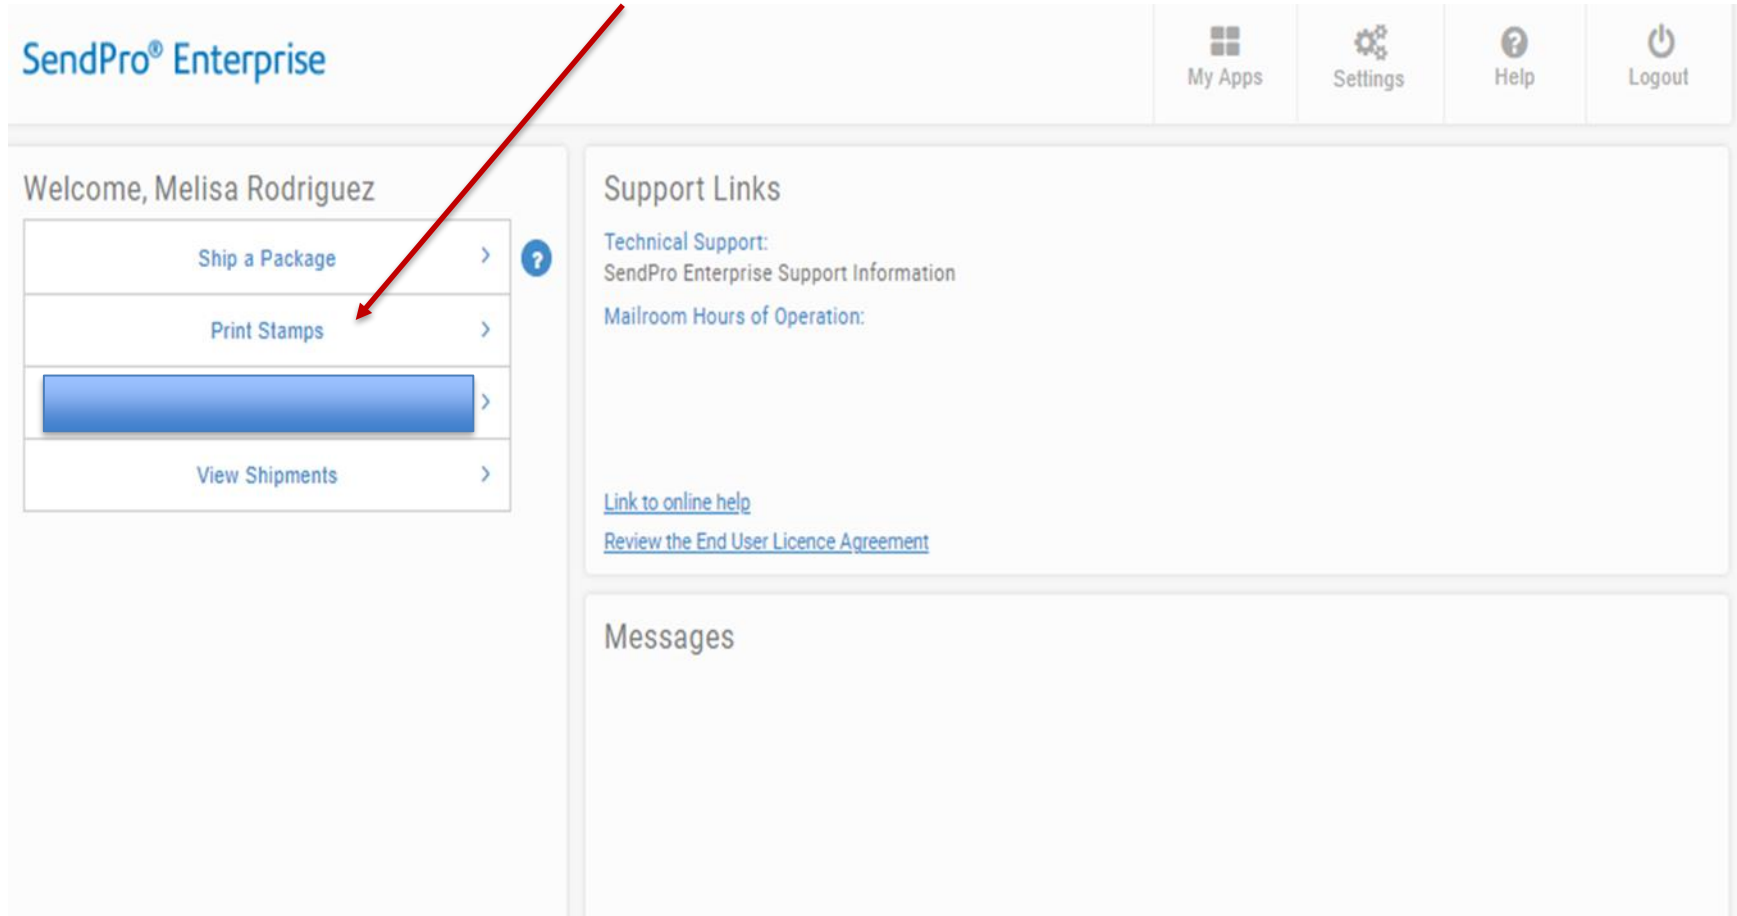 SendPro® Enterprise
My Apps
Settings
Help
Logout
Welcome, Melisa Rodriguez
Ship a Package
?
Print Stamps
View Shipments
Support Links
Technical Support:
SendPro Enterprise Support Information
Mailroom Hours of Operation:
Link to online help
Review the End User Licence Agreement
Messages